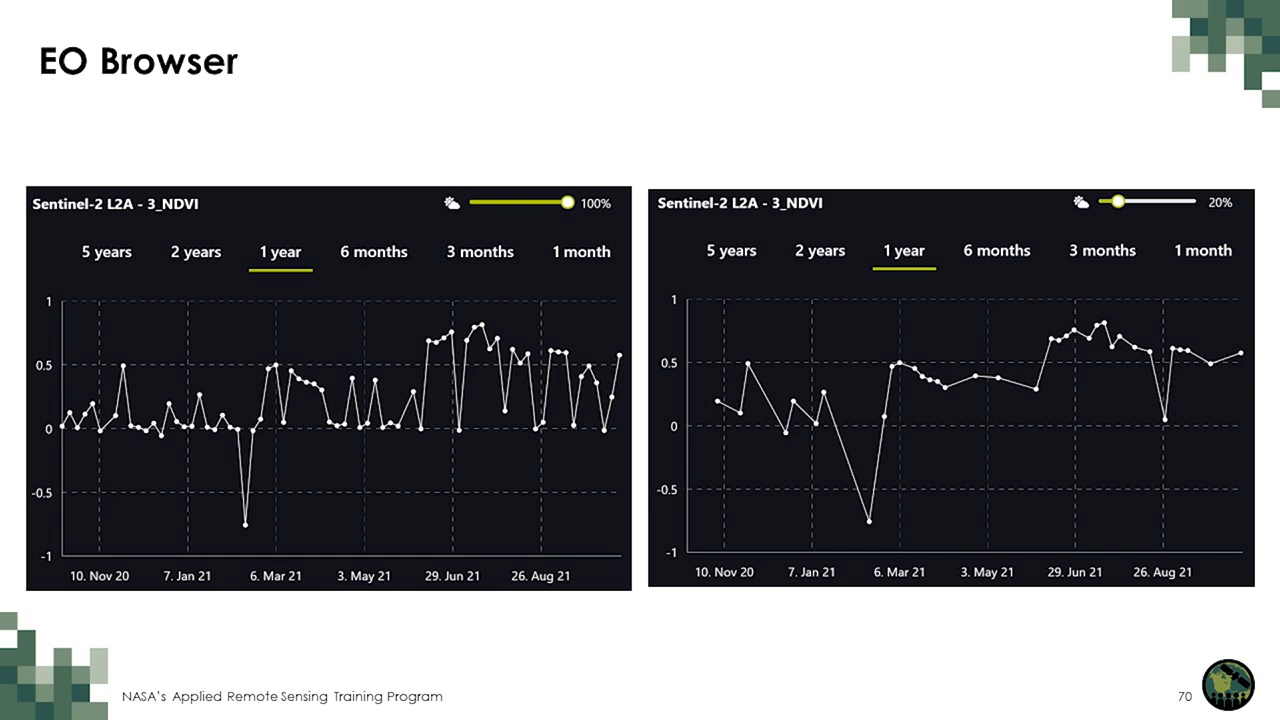 EO Browser
Sentinel-2 L2A - 3_NDVI
100%
5 years 2 years 1 year 6 months 3 months 1 month
1
0.5
0
-0.5
-1
10. Nov 20 7. Jan 21 6. Mar 21 3. May 21 29. Jun 21 26. Aug 21
Sentinel-2 L2A - 3_NDVI
20%
5 years 2 years 1 year 6 months 3 months 1 month
1
0.5
0
-0.5
-1
10. Nov 20 7. Jan 21 6. Mar 21 3. May 21 29. Jun 21 26. Aug 21
NASA's Applied Remote Sensing Training Program
70